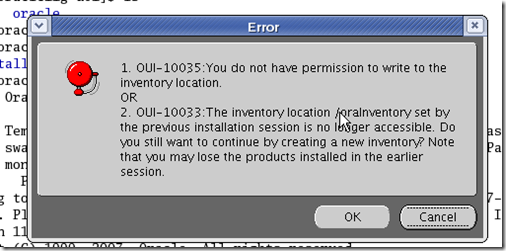 oracle
Error
1. OUI-10035:You do not have permission to write to the
inventory location.
OR
2. OUI-10033:The inventory location /oraInventory set by
the previous installation session is no longer accessible. Do
you still want to continue by creating a new inventory? Note
that you may lose the products installed in the earlier
session.
OK
Cancel